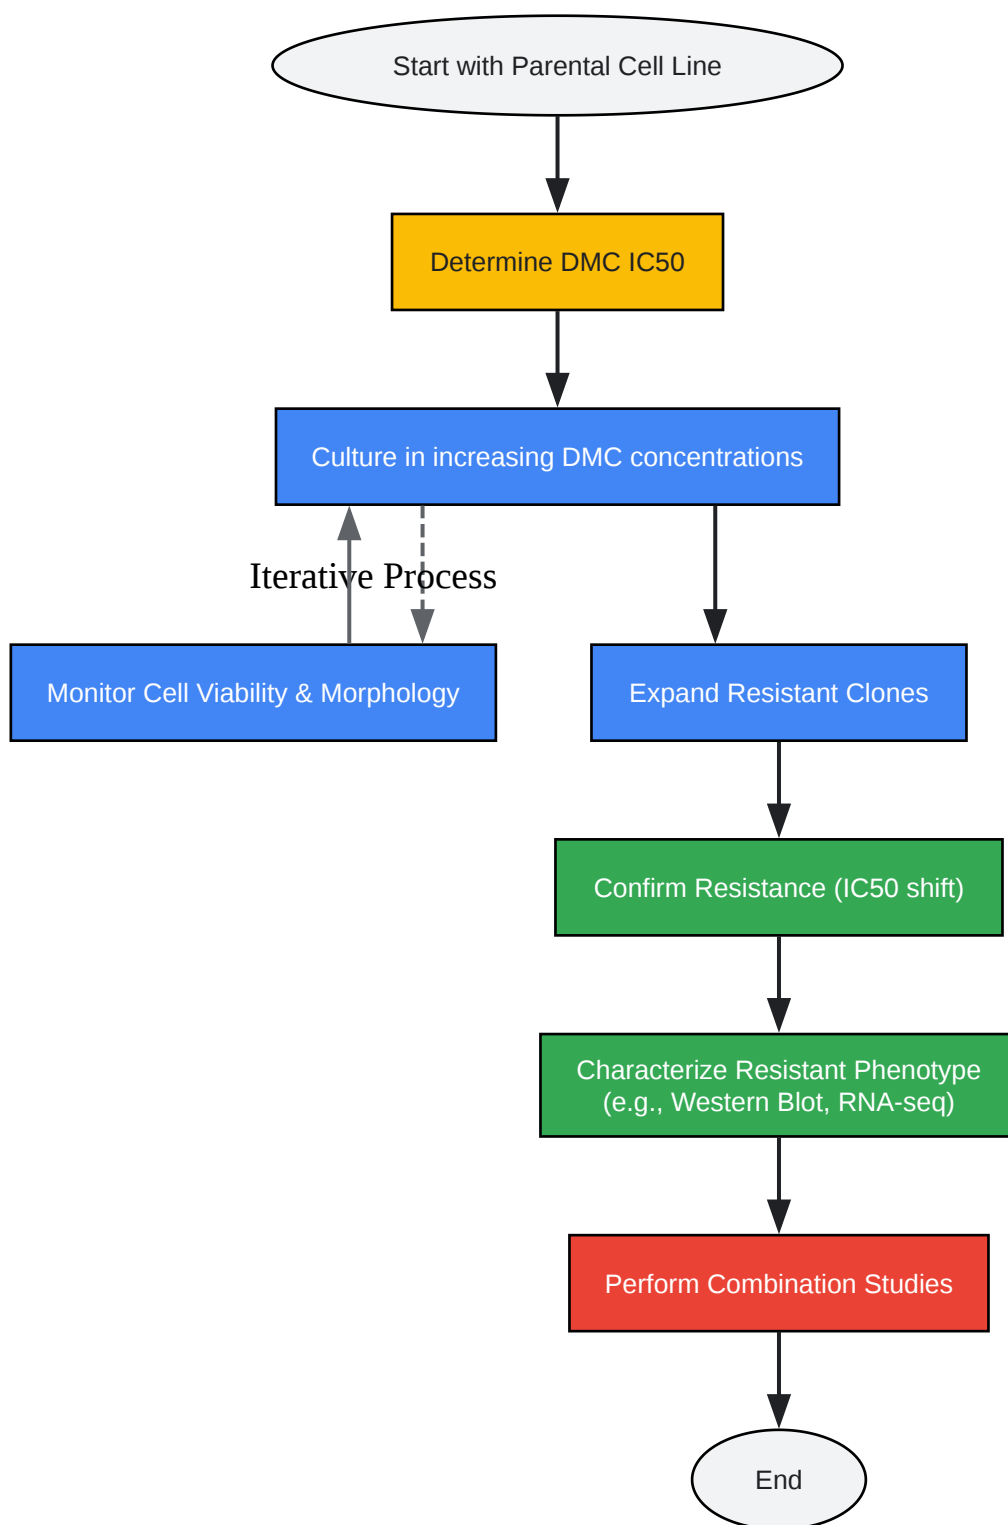 Start with Parental Cell Line
Determine DMC IC50
Culture in increasing DMC concentrations
Iterative Process
Monitor Cell Viability & Morphology
Expand Resistant Clones
Confirm Resistance (IC50 shift)
Characterize Resistant Phenotype
(e.g., Western Blot, RNA-seq)
Perform Combination Studies
End